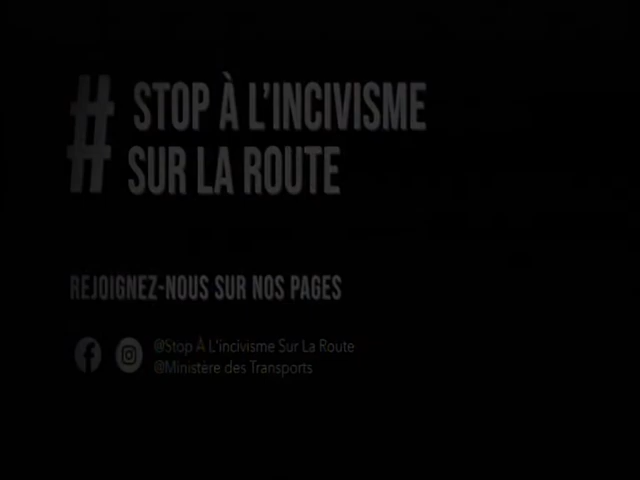 # STOP À L'INCIVISME
SUR LA ROUTE
REJOIGNEZ-NOUS SUR NOS PAGES
@Stop À L'incivisme Sur La Route
@Ministère des Transports